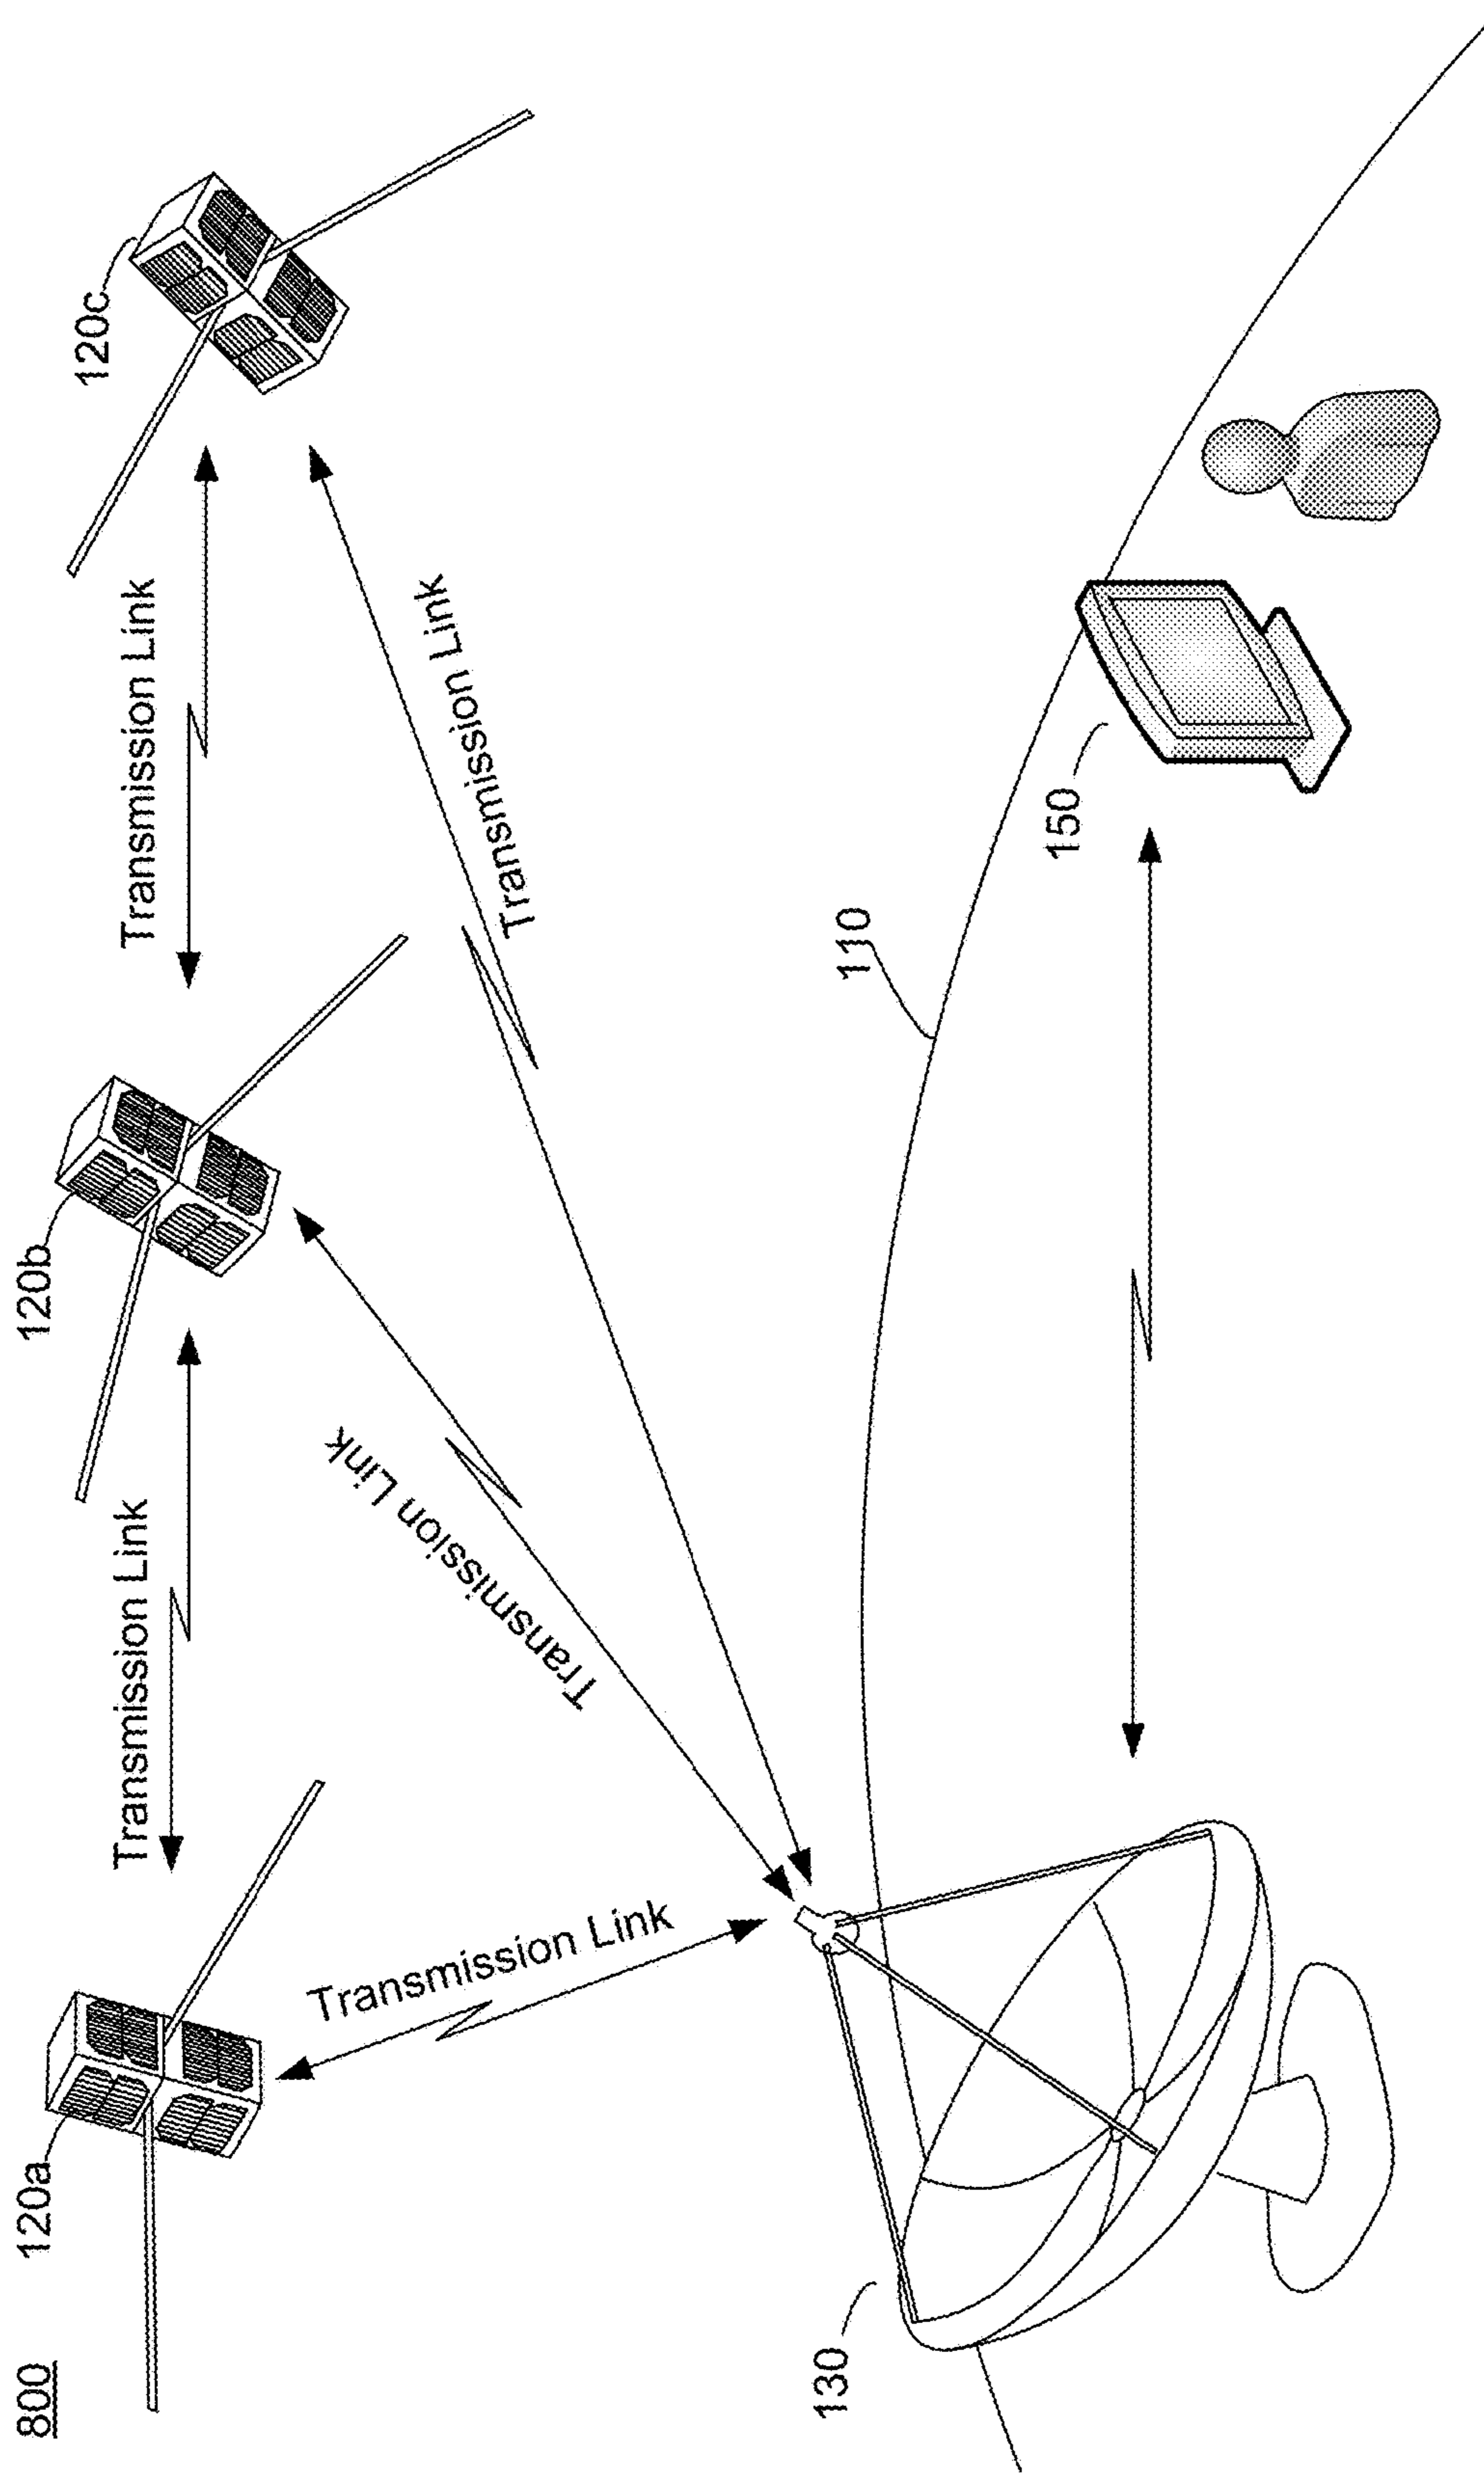 800
120a
120b
120c
Transmission Link
Transmission Link
Transmission Link
Transmission Link
Transmission Link
130
110
150